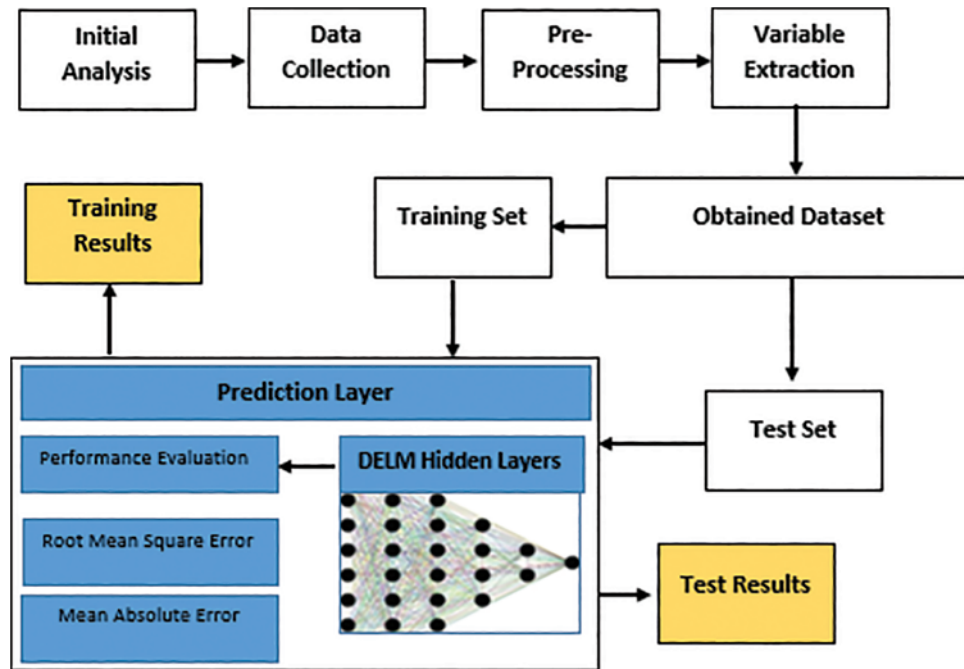 Initial
Analysis
Data
Collection
Pre-
Processing
Variable
Extraction
Training
Results
Training Set
Obtained Dataset
Prediction Layer
Performance Evaluation
DELM Hidden Layers
Root Mean Square Error
Mean Absolute Error
Test Set
Test Results